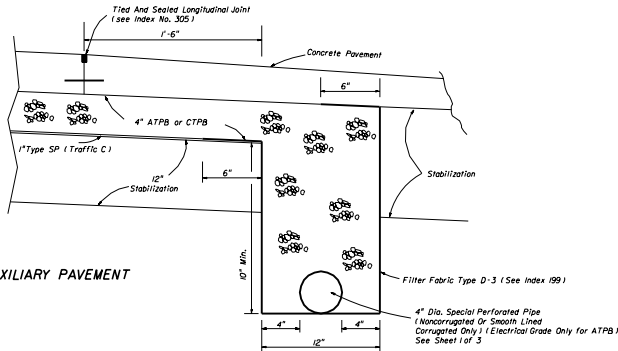 Tied And Sealed Longitudinal Joint
(see Index No. 305)
1'-6"
Concrete Pavement
6"
4" ATPB or CTPB
1" Type SP (Traffic C)
12"
Stabilization
6"
Stabilization
10" Min.
XILIARY PAVEMENT
Filter Fabric Type D-3 (See Index 199)
4" Dia. Special Perforated Pipe
(Noncorrugated Or Smooth Lined
Corrugated Only) (Electrical Grade Only for ATPB)
See Sheet 1 of 3
4"
4"
12"